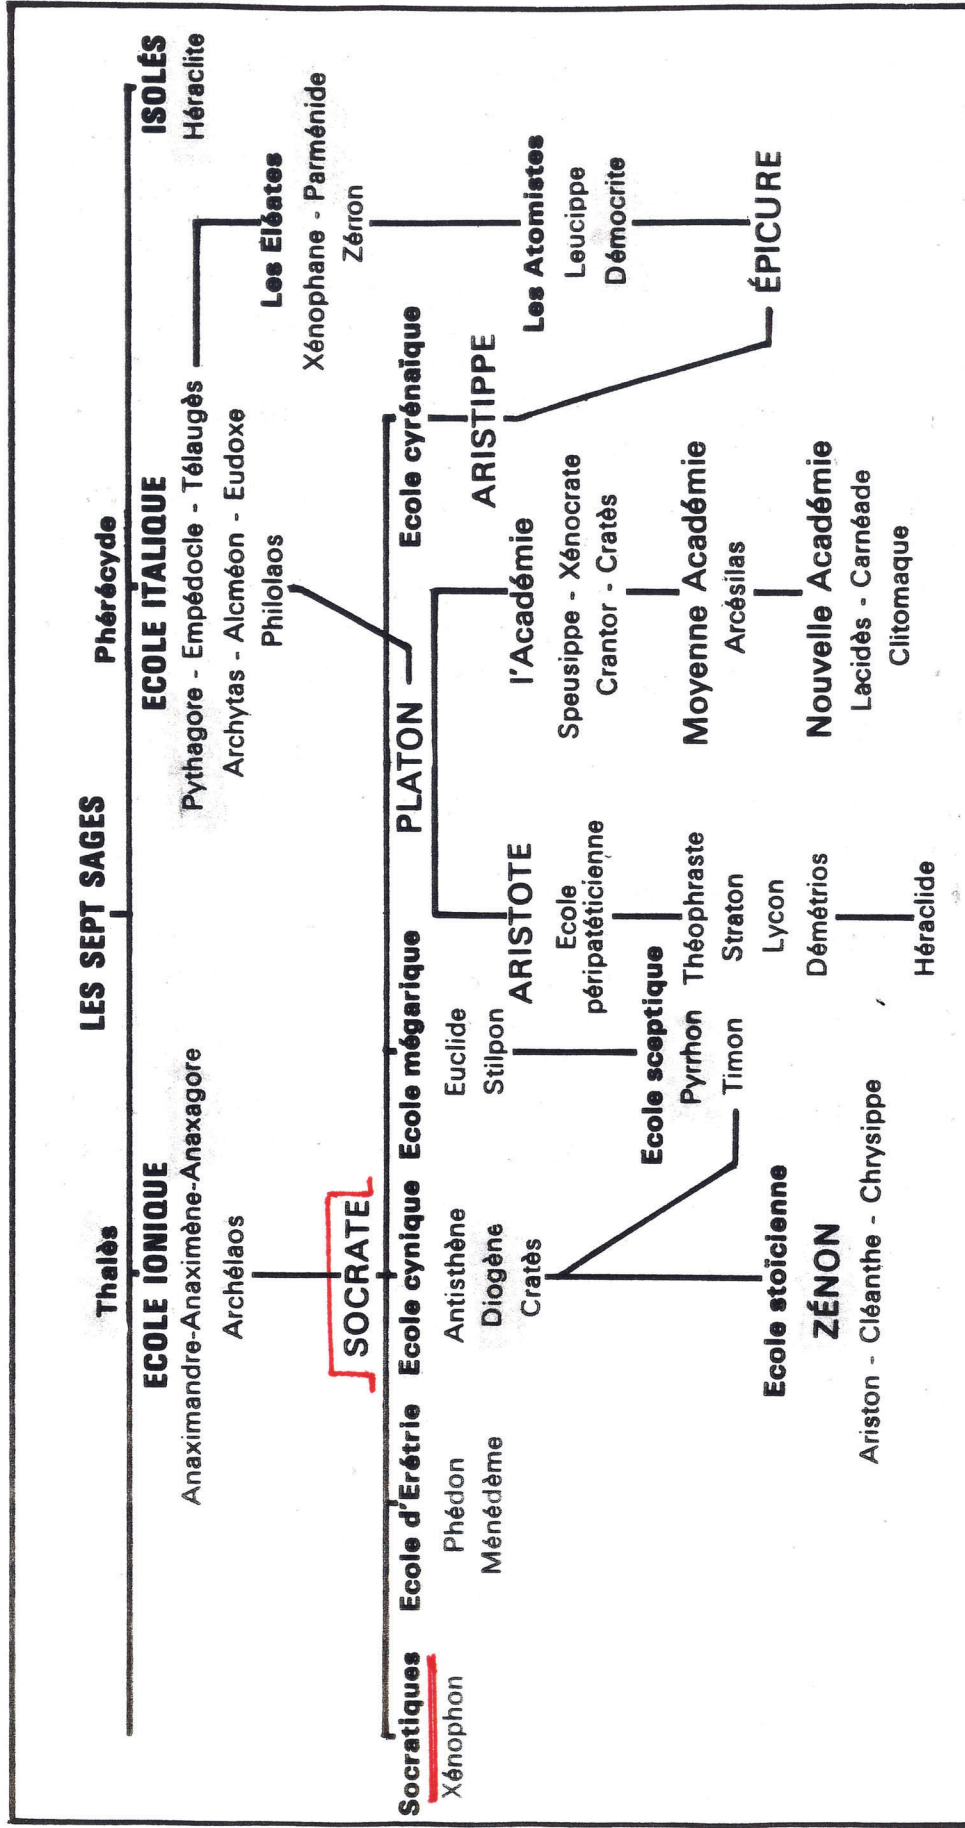 LES SEPT SAGES
Thalès
Phérécyde
ECOLE IONIQUE
Anaximandre-Anaximène-Anaxagore
Archélaos
ECOLE ITALIQUE
Pythagore - Empédocle - Télaugès
Archytas - Alcméon - Eudoxe
Philolaos
ISOLÉS
Héraclite
Les Eléates
Xénophane - Parménide
Zérron
SOCRATE
Socratiques
Xénophon
Ecole d'Erétrie
Phédon
Ménédème
Ecole cynique
Antisthène
Diogène
Cratès
Ecole mégarique
Euclide
Stilpon
PLATON
Ecole cyrénaïque
ARISTIPPE
Les Atomistes
Leucippe
Démocrite
ÉPICURE
ARISTOTE
Ecole
péripatéticienne
Théophraste
Straton
Lycon
Démétrios
Héraclide
l'Académie
Speusippe - Xénocrate
Crantor - Cratès
Moyenne Académie
Arcésilas
Nouvelle Académie
Lacidès - Carnéade
Clitomaque
Ecole sceptique
Pyrrhon
Timon
Ecole stoïcienne
ZÉNON
Ariston - Cléanthe - Chrysippe